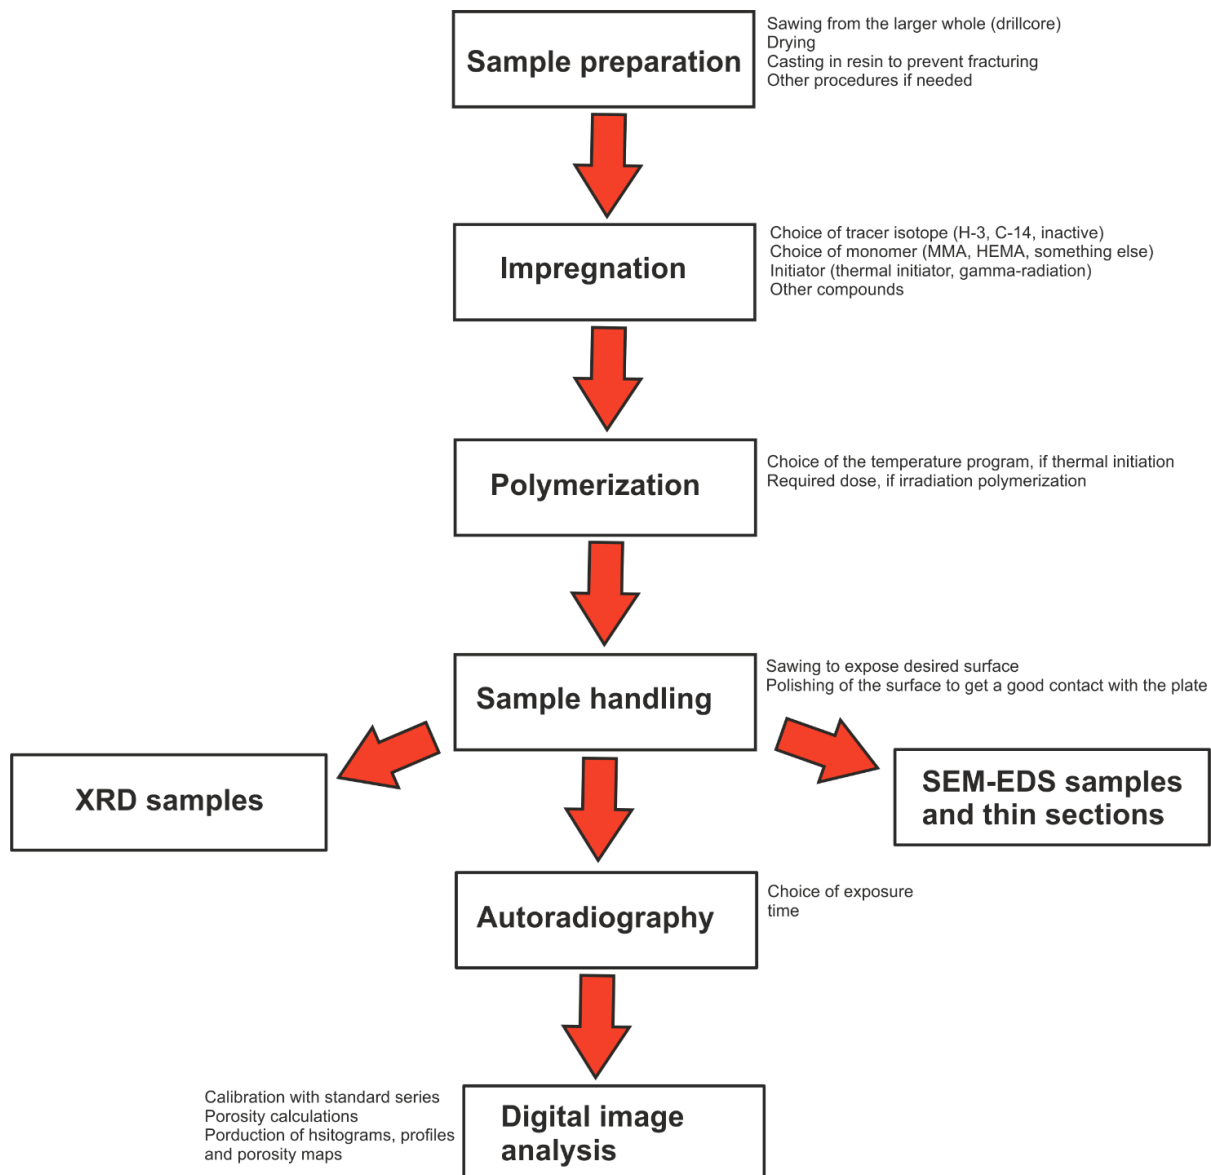 Sample preparation
Sawing from the larger whole (drillcore)
Drying
Casting in resin to prevent fracturing
Other procedures if needed
Impregnation
Choice of tracer isotope (H-3, C-14, inactive)
Choice of monomer (MMA, HEMA, something else)
Initiator (thermal initiator, gamma-radiation)
Other compounds
Polymerization
Choice of the temperature program, if thermal initiation
Required dose, if irradiation polymerization
Sample handling
Sawing to expose desired surface
Polishing of the surface to get a good contact with the plate
XRD samples
SEM-EDS samples
and thin sections
Autoradiography
Choice of exposure
time
Calibration with standard series
Porosity calculations
Porduction of hsitograms, profiles
and porosity maps
Digital image
analysis